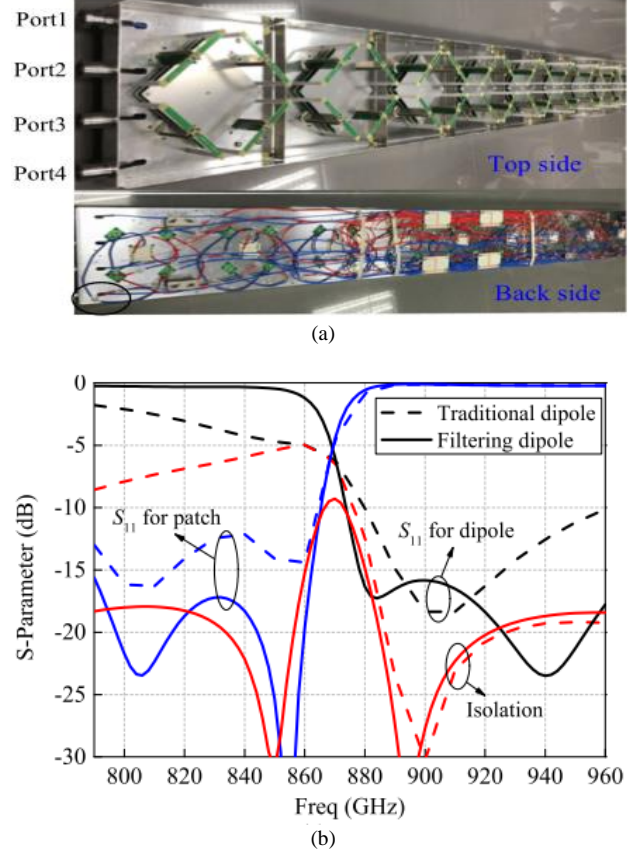 Port1
Port2
Port3
Port4
Top side
Back side
(a)
0
-5
-10
-15
-20
-25
-30
S-Parameter (dB)
Traditional dipole
Filtering dipole
S11 for patch
S11 for dipole
Isolation
800 820 840 860 880 900 920 940 960
Freq (GHz)
(b)